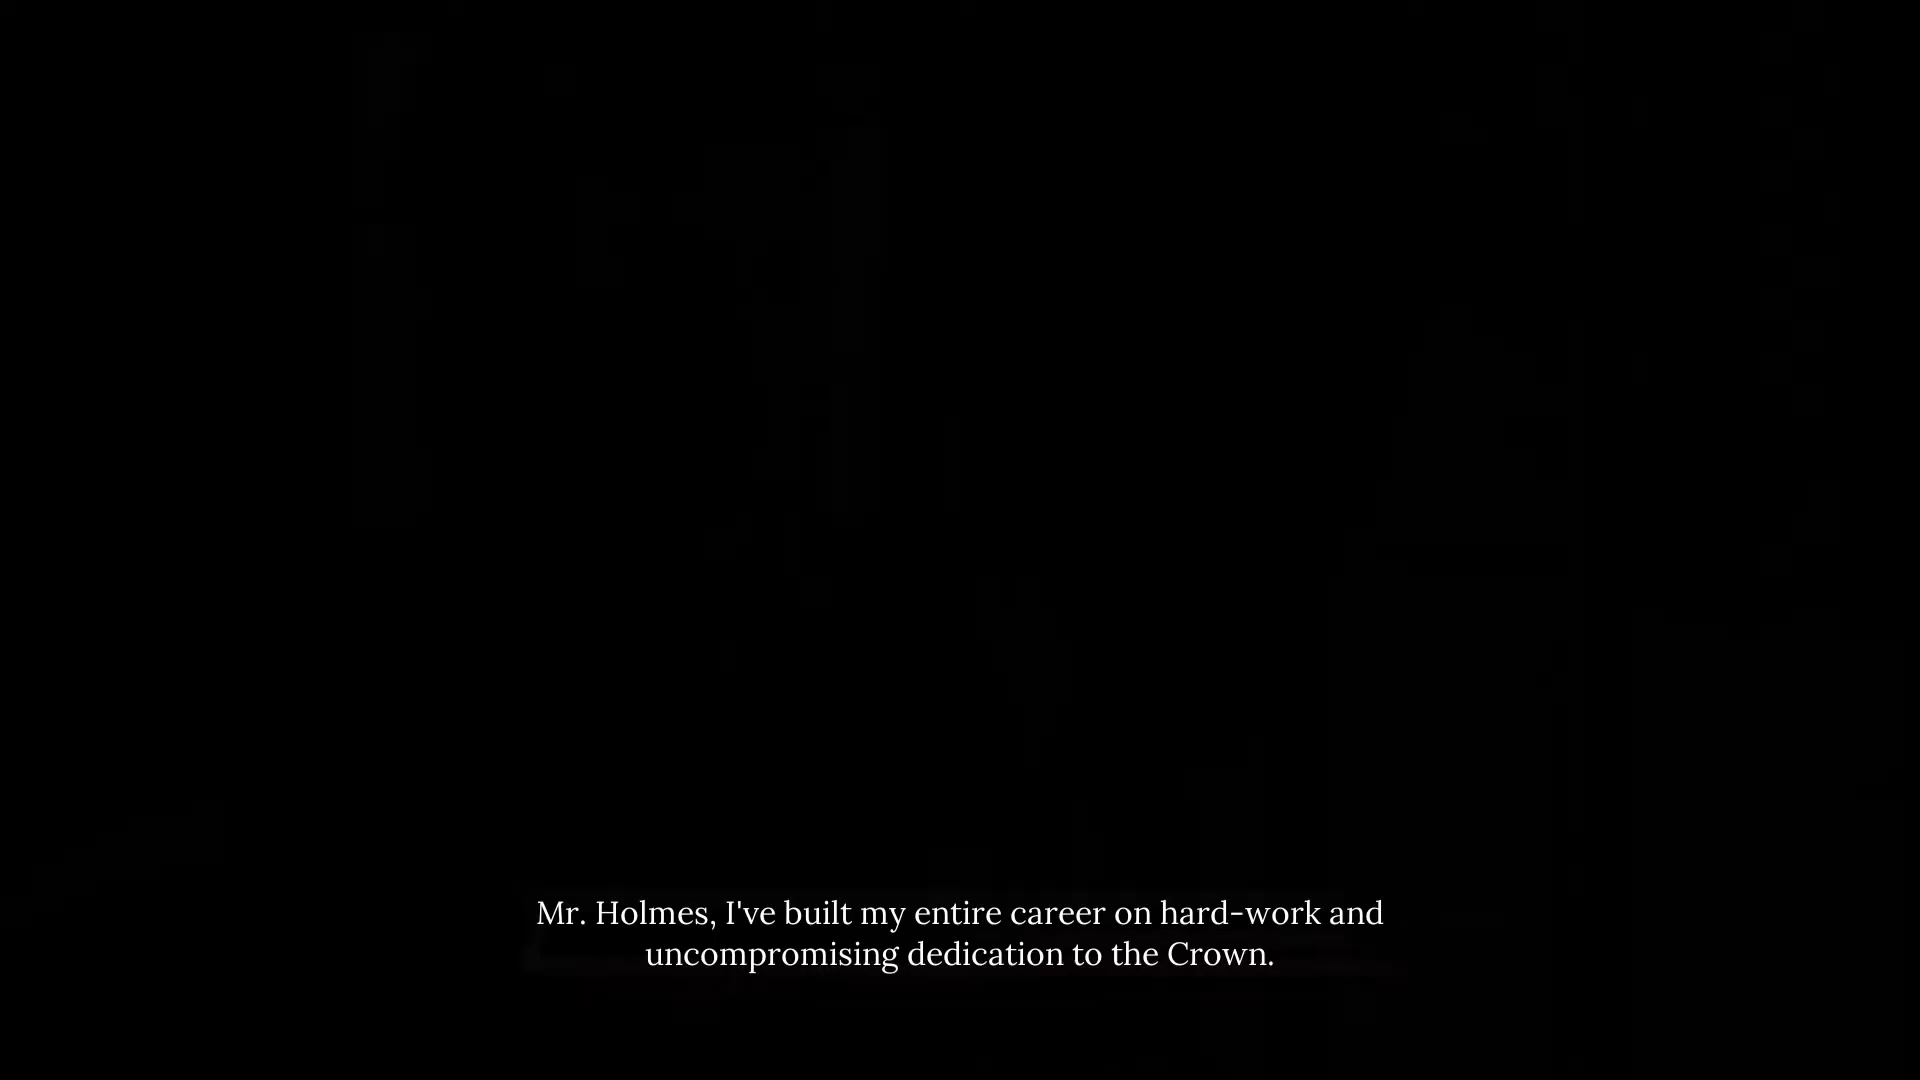 Mr. Holmes, I've built my entire career on hard-work and
uncompromising dedication to the Crown.